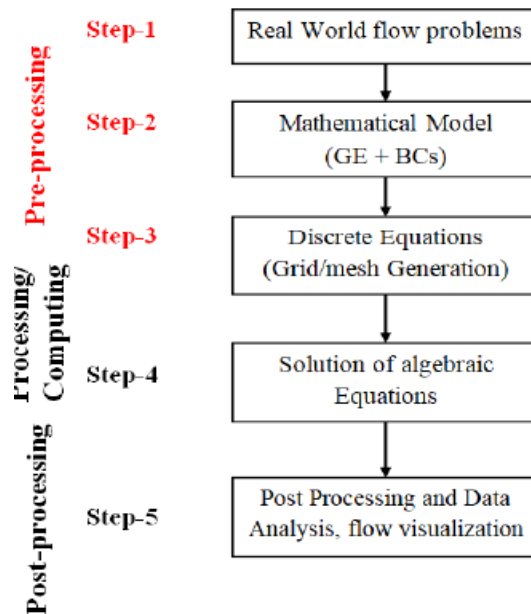 Step-1
Real World flow problems
Pre-processing
Step-2
Mathematical Model
(GE + BCs)
Step-3
Discrete Equations
(Grid/mesh Generation)
Processing/
Computing
Step-4
Solution of algebraic
Equations
Post-processing
Step-5
Post Processing and Data
Analysis, flow visualization